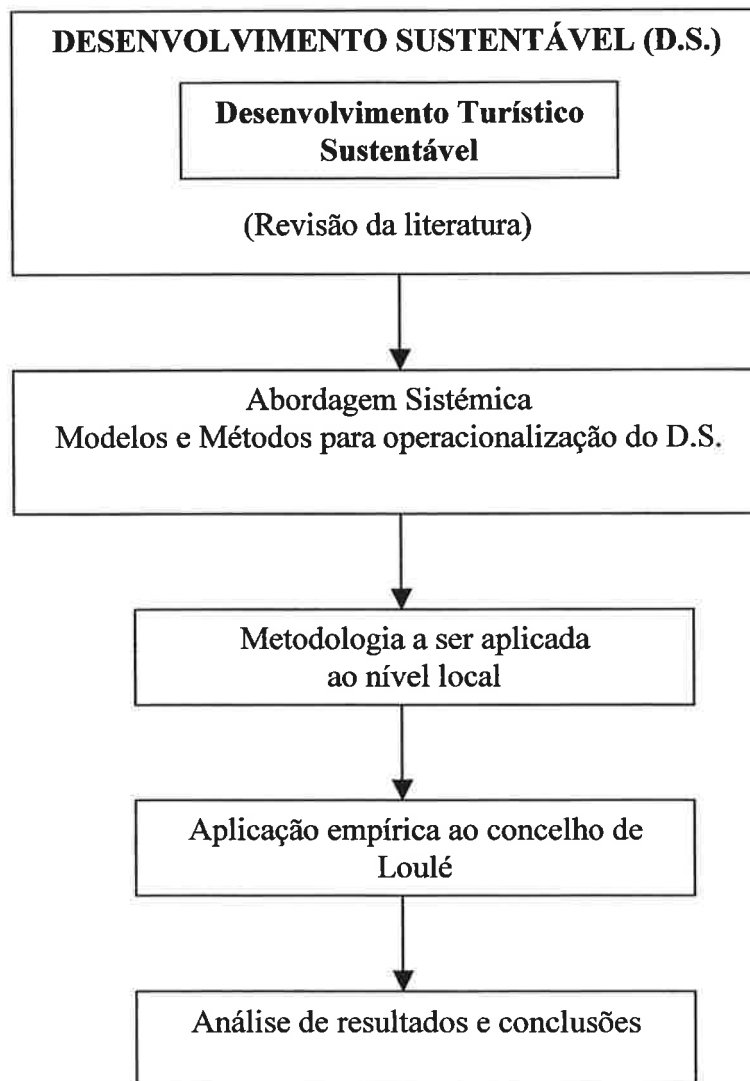 DESENVOLVIMENTO SUSTENTÁVEL (D.S.)
Desenvolvimento Turístico
Sustentável
(Revisão da literatura)
Abordagem Sistémica
Modelos e Métodos para operacionalização do D.S.
Metodologia a ser aplicada
ao nível local
Aplicação empírica ao concelho de
Loulé
Análise de resultados e conclusões